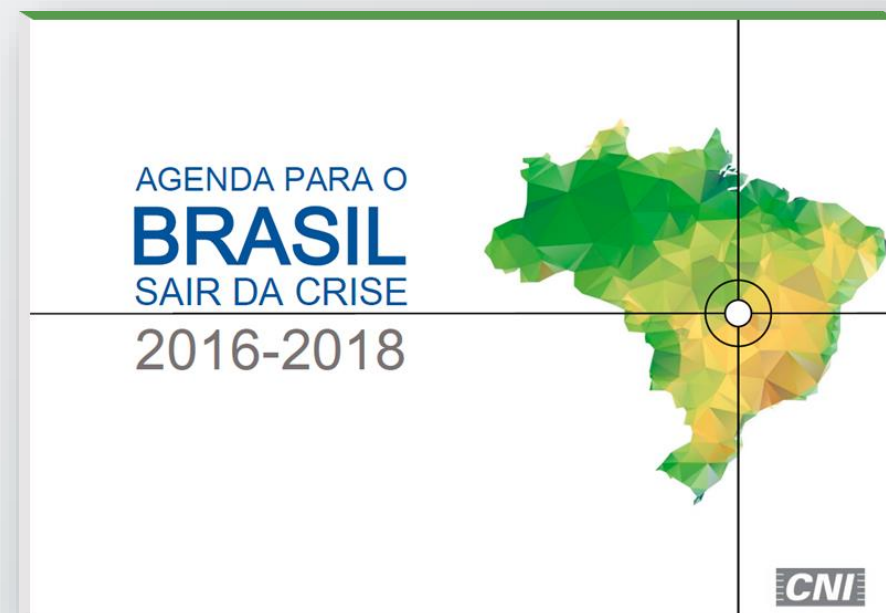 AGENDA PARA O
BRASIL
SAIR DA CRISE
2016-2018
CNI